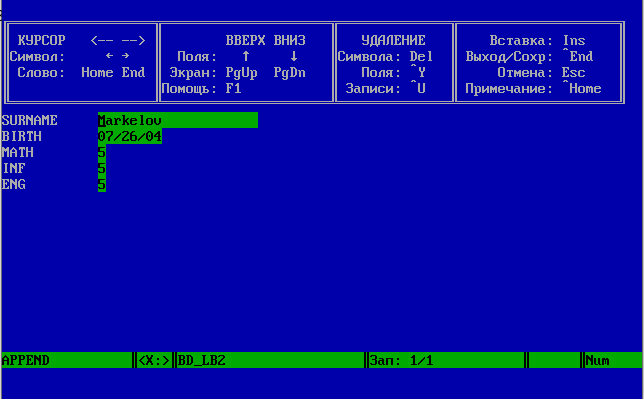 КУРСОР <-- --> ВВЕРХ ВНИЗ УДАЛЕНИЕ Вставка: Ins
Символ: ← → Поля: ↑ ↓ Символа: Del Выход/Сохр: ^End
Слово: Home End Экран: PgUp PgDn Поля: ^Y Отмена: Esc
Помощь: F1 Записи: ^U Примечание: ^Home
SURNAME Markelov
BIRTH 07/26/04
MATH 5
INF 5
ENG 5
APPEND <X:> BD_LB2 Зап: 1/1 Num